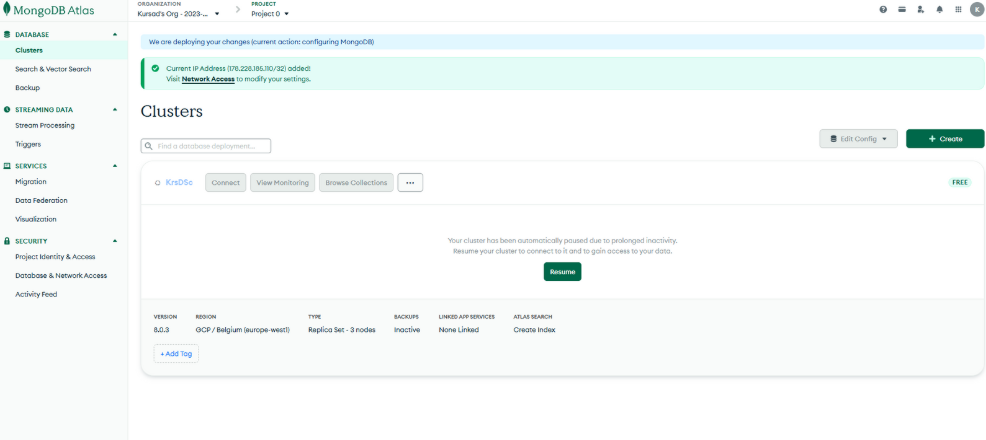 MongoDB Atlas
ORGANIZATION
Kursad's Org - 2023-...
PROJECT
Project 0
K
DATABASE
Clusters
Search & Vector Search
Backup
STREAMING DATA
Stream Processing
Triggers
SERVICES
Migration
Data Federation
Visualization
SECURITY
Project Identity & Access
Database & Network Access
Activity Feed
We are deploying your changes (current action: configuring MongoDB)
Current IP Address (176.228.185.110/32) added!
Visit Network Access to modify your settings.
Clusters
Find a database deployment...
Edit Config
+ Create
KrsDSc
Connect
View Monitoring
Browse Collections
...
FREE
Your cluster has been automatically paused due to prolonged inactivity.
Resume your cluster to connect to it and to gain access to your data.
Resume
VERSION
8.0.3
REGION
GCP / Belgium (europe-west1)
TYPE
Replica Set - 3 nodes
BACKUPS
Inactive
LINKED APP SERVICES
None Linked
ATLAS SEARCH
Create Index
+ Add Tag